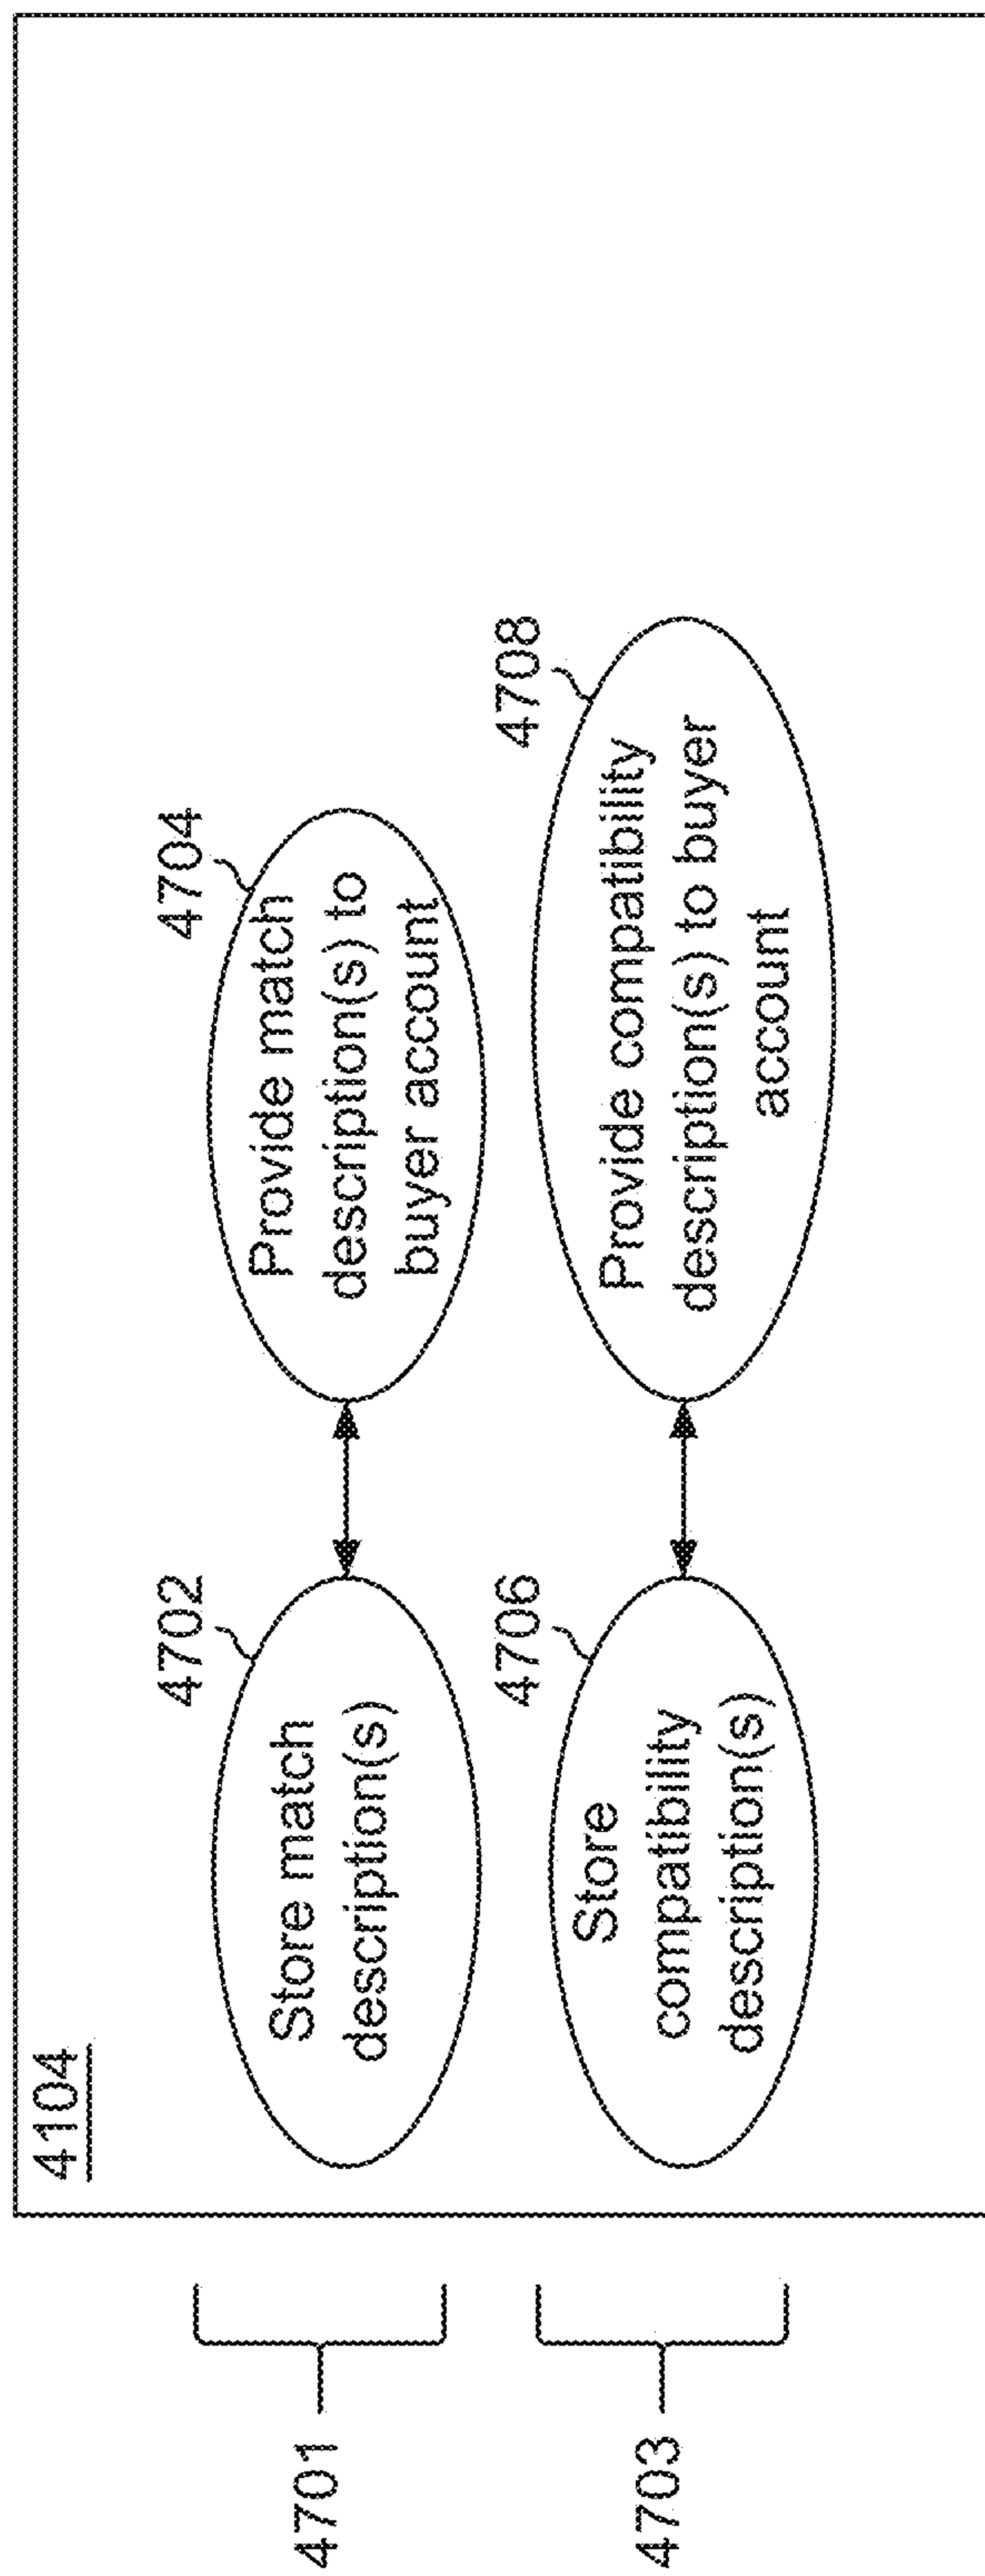 4104
4701
4702
Store match
description(s)
4704
Provide match
description(s) to
buyer account
4703
4706
Store
compatibility
description(s)
4708
Provide compatibility
description(s) to buyer
account